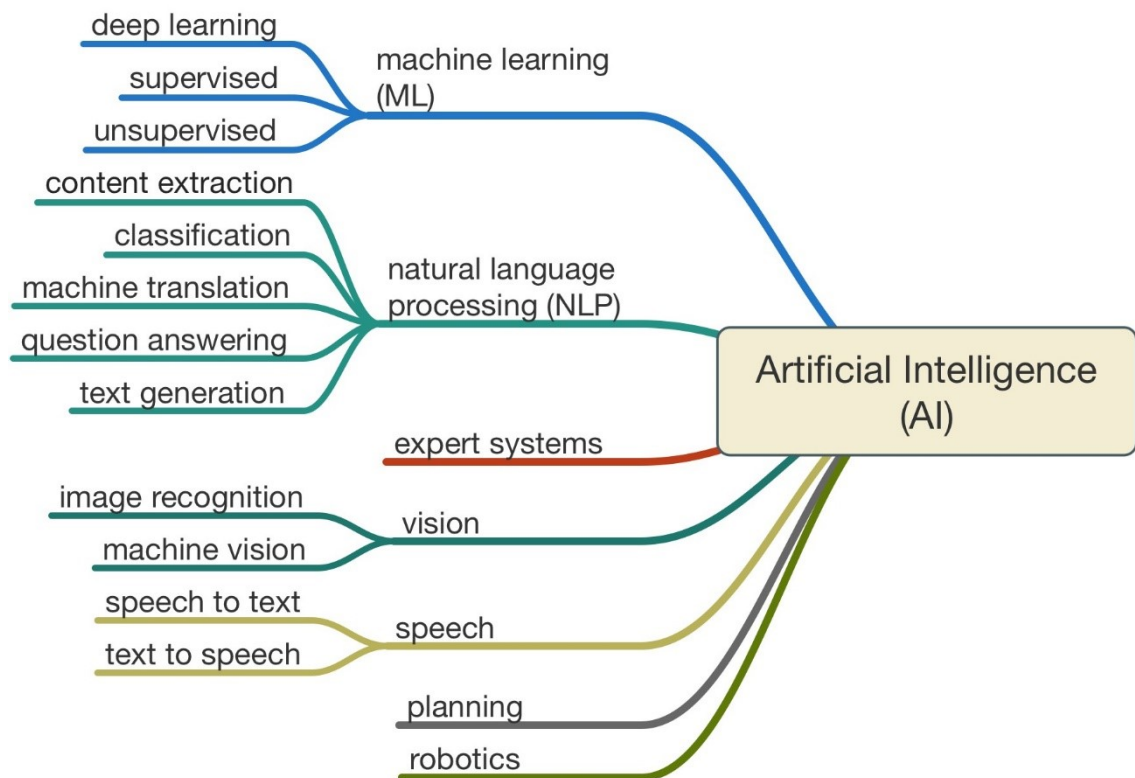 deep learning
supervised
unsupervised
machine learning
(ML)
content extraction
classification
machine translation
question answering
text generation
natural language
processing (NLP)
expert systems
image recognition
machine vision
vision
speech to text
text to speech
speech
planning
robotics
Artificial Intelligence
(AI)